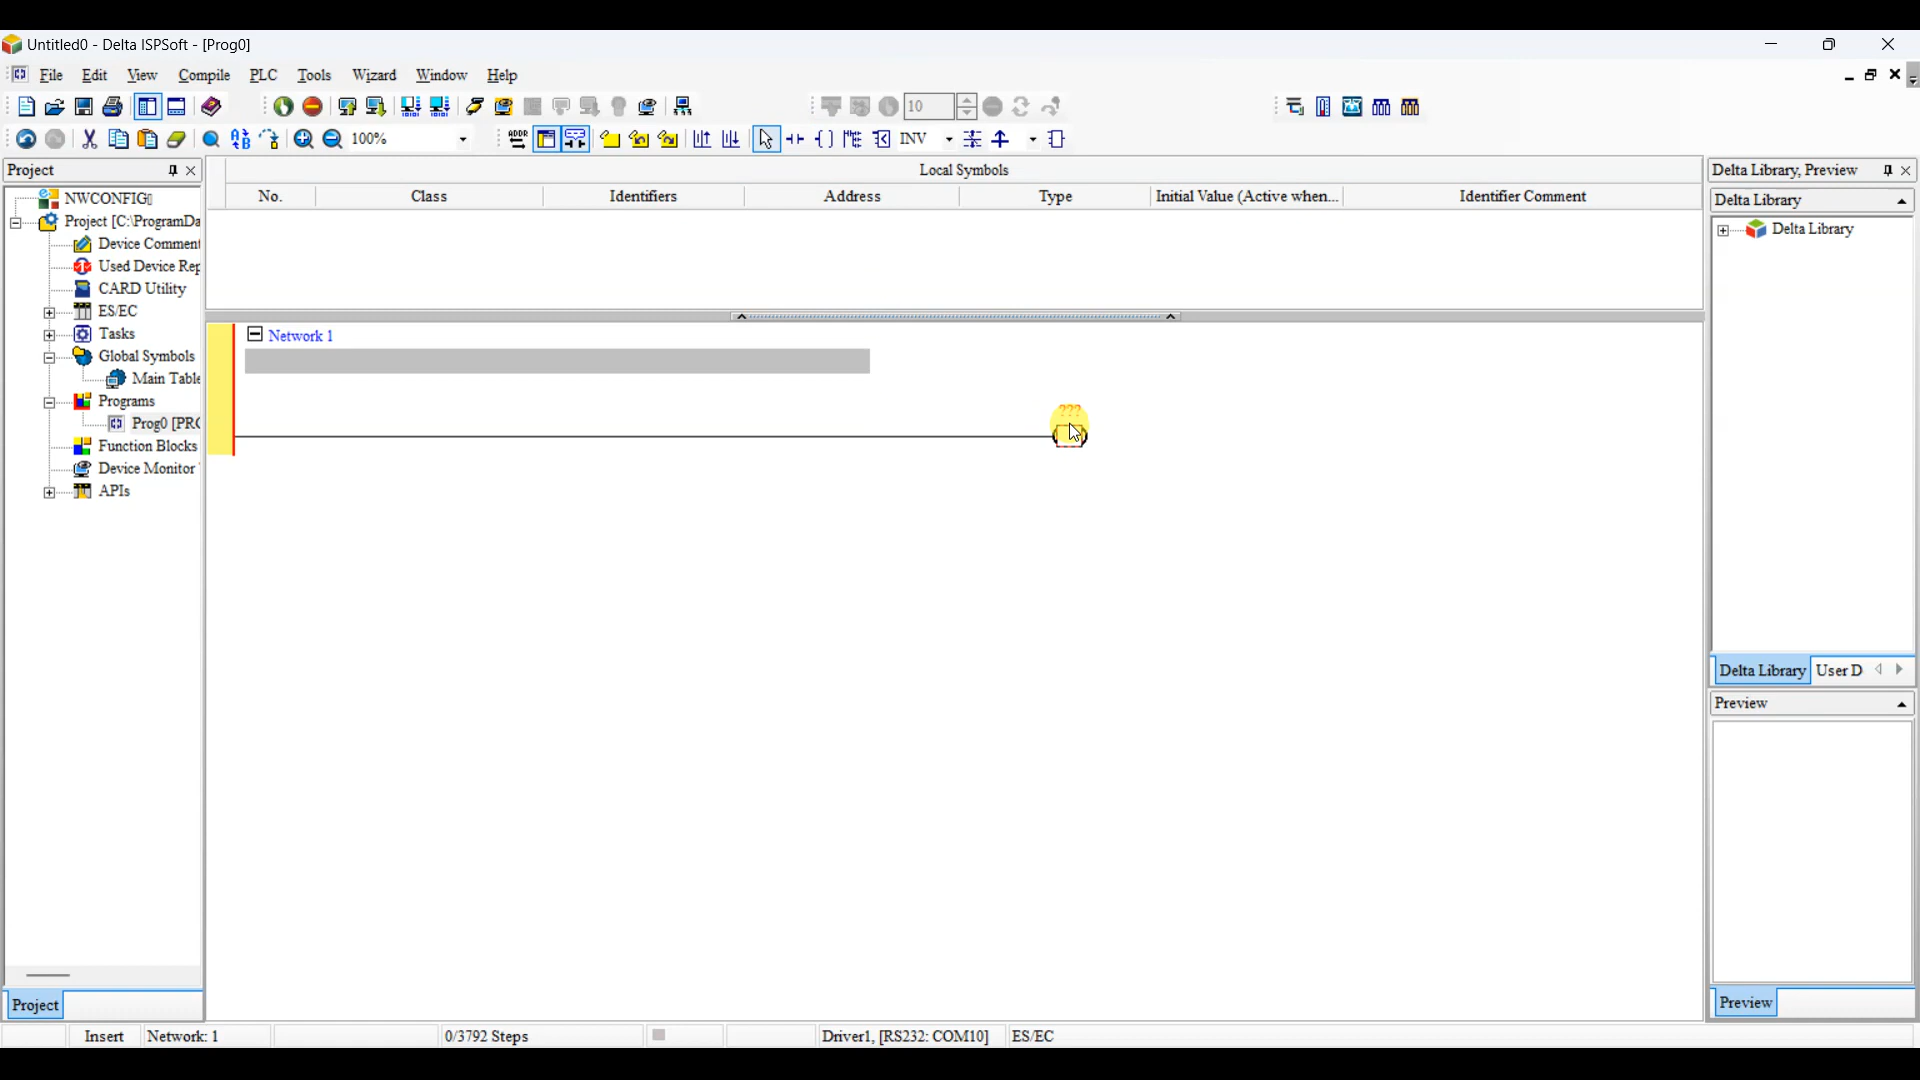 Untitled0 - Delta ISPSoft - [Prog0]
File Edit View Compile PLC Tools Wizard Window Help
10
100% ADDR INV
Project
NWCONFIG
Project [C:\ProgramDa
Device Comment
Used Device Rep
CARD Utility
ES/EC
Tasks
Global Symbols
Main Table
Programs
Prog0 [PRO
Function Blocks
Device Monitor
APIs
Project
Local Symbols
No. Class Identifiers Address Type Initial Value (Active when... Identifier Comment
Network 1
???
Delta Library, Preview
Delta Library
Delta Library
Delta Library User D
Preview
Preview
Insert Network: 1 0/3792 Steps Driver1, [RS232: COM10] ES/EC